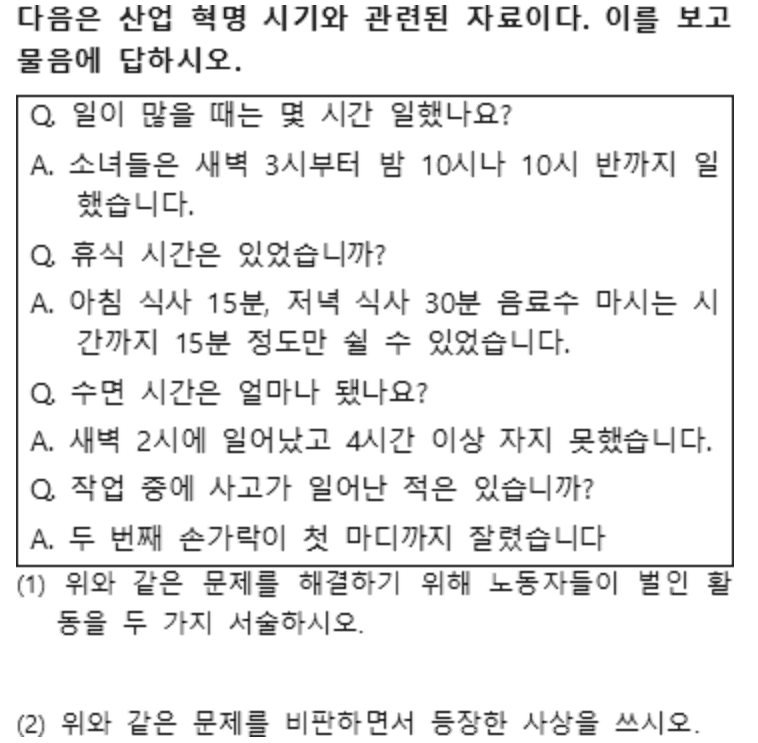 다음은 산업 혁명 시기와 관련된 자료이다. 이를 보고
물음에 답하시오.
Q. 일이 많을 때는 몇 시간 일했나요?
A. 소녀들은 새벽 3시부터 밤 10시나 10시 반까지 일
했습니다.
Q. 휴식 시간은 있었습니까?
A. 아침 식사 15분, 저녁 식사 30분 음료수 마시는 시
간까지 15분 정도만 쉴 수 있었습니다.
Q. 수면 시간은 얼마나 됐나요?
A. 새벽 2시에 일어났고 4시간 이상 자지 못했습니다.
Q. 작업 중에 사고가 일어난 적은 있습니까?
A. 두 번째 손가락이 첫 마디까지 잘렸습니다
(1) 위와 같은 문제를 해결하기 위해 노동자들이 벌인 활
동을 두 가지 서술하시오.
(2) 위와 같은 문제를 비판하면서 등장한 사상을 쓰시오.